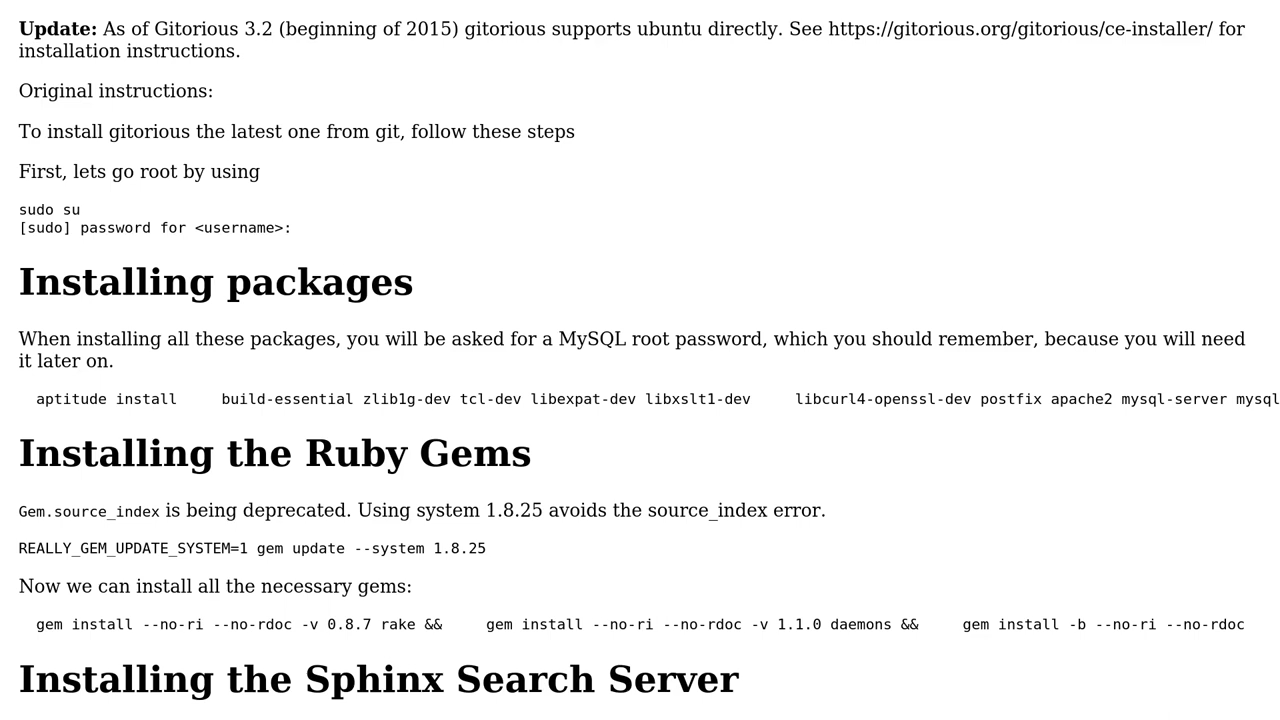 Update: As of Gitorious 3.2 (beginning of 2015) gitorious supports ubuntu directly. See https://gitorious.org/gitorious/ce-installer/ for
installation instructions.
Original instructions:
To install gitorious the latest one from git, follow these steps
First, lets go root by using
sudo su
[sudo] password for <username>:
Installing packages
When installing all these packages, you will be asked for a MySQL root password, which you should remember, because you will need
it later on.
aptitude install     build-essential zlib1g-dev tcl-dev libexpat-dev libxslt1-dev     libcurl4-openssl-dev postfix apache2 mysql-server mysql
Installing the Ruby Gems
Gem.source_index is being deprecated. Using system 1.8.25 avoids the source_index error.
REALLY_GEM_UPDATE_SYSTEM=1 gem update --system 1.8.25
Now we can install all the necessary gems:
gem install --no-ri --no-rdoc -v 0.8.7 rake &&     gem install --no-ri --no-rdoc -v 1.1.0 daemons &&     gem install -b --no-ri --no-rdoc
Installing the Sphinx Search Server